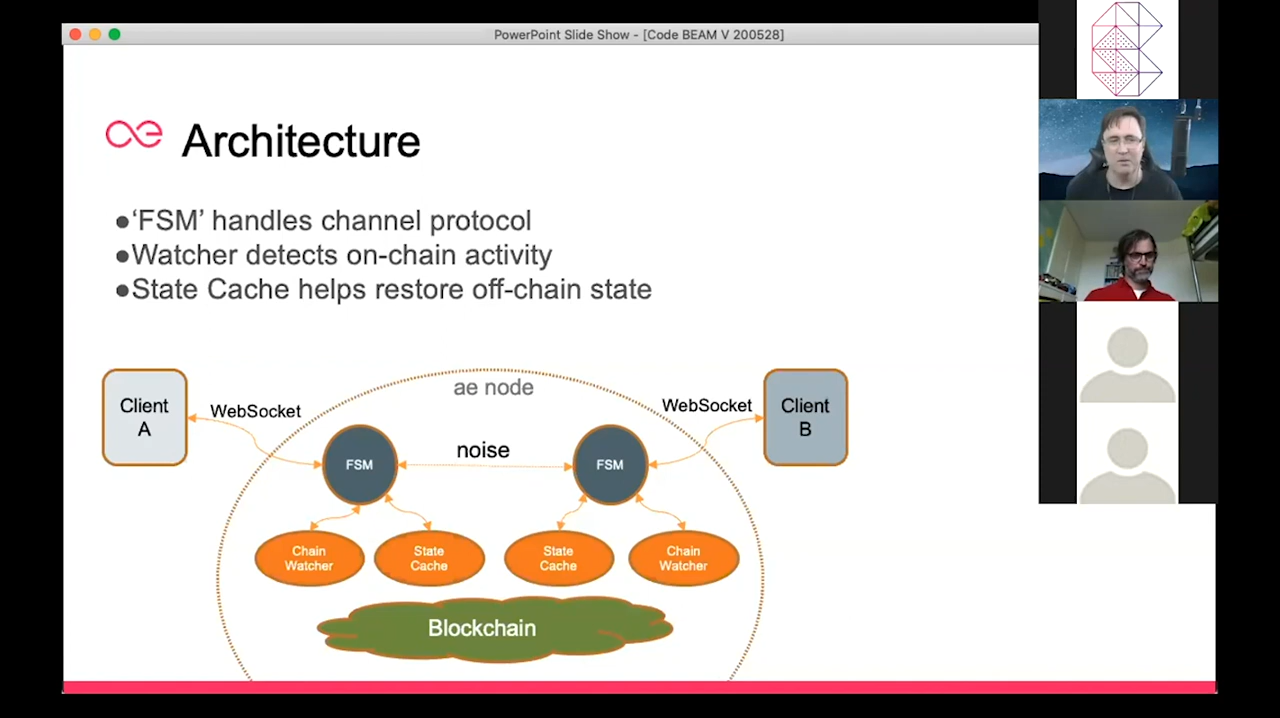 PowerPoint Slide Show - [Code BEAM V 200528]
Architecture
●‘FSM’ handles channel protocol
●Watcher detects on-chain activity
●State Cache helps restore off-chain state
ae node
Client
A
WebSocket
WebSocket
Client
B
FSM
noise
FSM
Chain
Watcher
State
Cache
State
Cache
Chain
Watcher
Blockchain